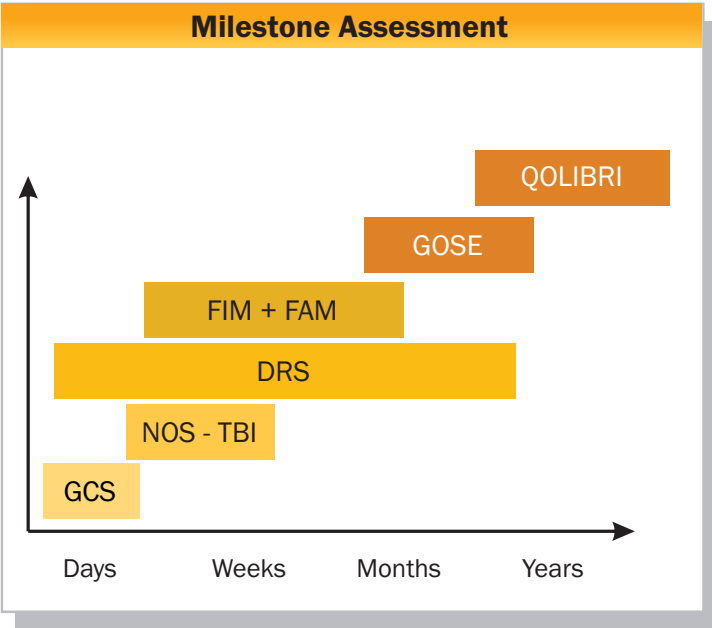 Milestone Assessment
QOLIBRI
GOSE
FIM + FAM
DRS
NOS - TBI
GCS
Days Weeks Months Years